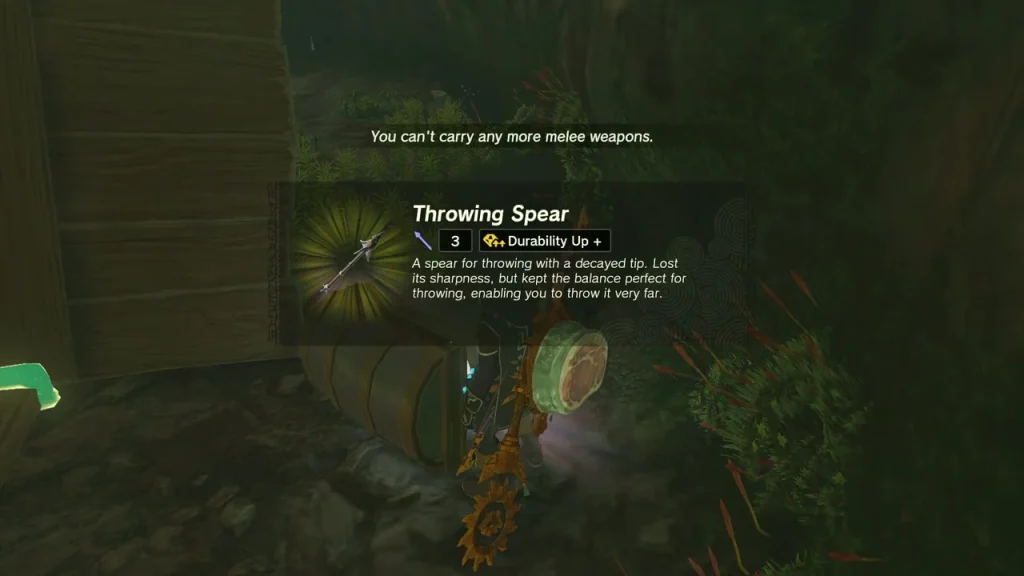 You can't carry any more melee weapons.
Throwing Spear
3 Durability Up +
A spear for throwing with a decayed tip. Lost
its sharpness, but kept the balance perfect for
throwing, enabling you to throw it very far.